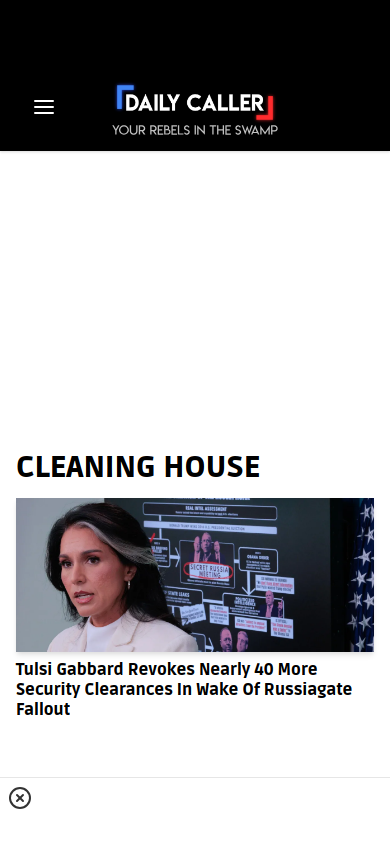 DAILY CALLER
YOUR REBELS IN THE SWAMP
CLEANING HOUSE
REAL INTEL ASSESSMENT
SECRET RUSSIA
MEETING
Tulsi Gabbard Revokes Nearly 40 More
Security Clearances In Wake Of Russiagate
Fallout